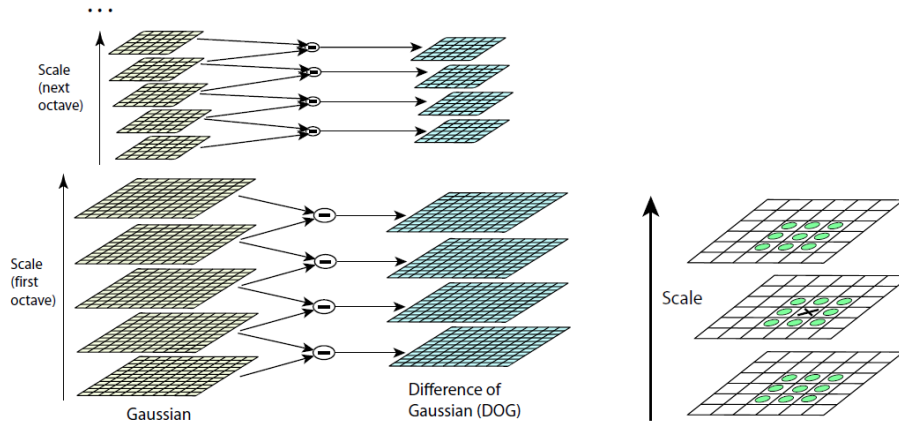 ...
Scale
(next
octave)
Scale
(first
octave)
Gaussian
Difference of
Gaussian (DOG)
Scale